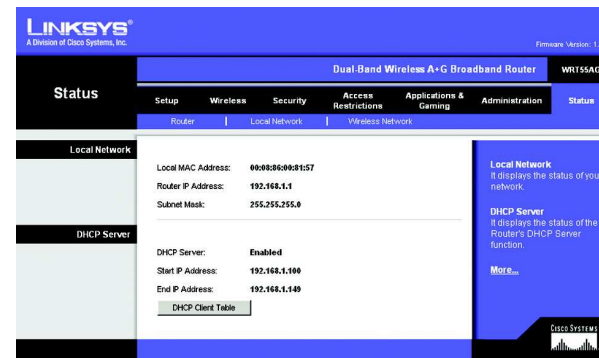 LINKSYS®
A Division of Cisco Systems, Inc.
Firmware Version: 1.
Dual-Band Wireless A+G Broadband Router WRT55AG
Status
Setup Wireless Security Access Restrictions Applications & Gaming Administration Status
Router | Local Network | Wireless Network
Local Network
Local MAC Address: 00:08:86:00:81:57
Router IP Address: 192.168.1.1
Subnet Mask: 255.255.255.0
DHCP Server
DHCP Server: Enabled
Start IP Address: 192.168.1.100
End IP Address: 192.168.1.149
DHCP Client Table
Local Network
It displays the status of you
network.
DHCP Server
It displays the status of the
Router's DHCP Server
function.
More...
CISCO SYSTEMS